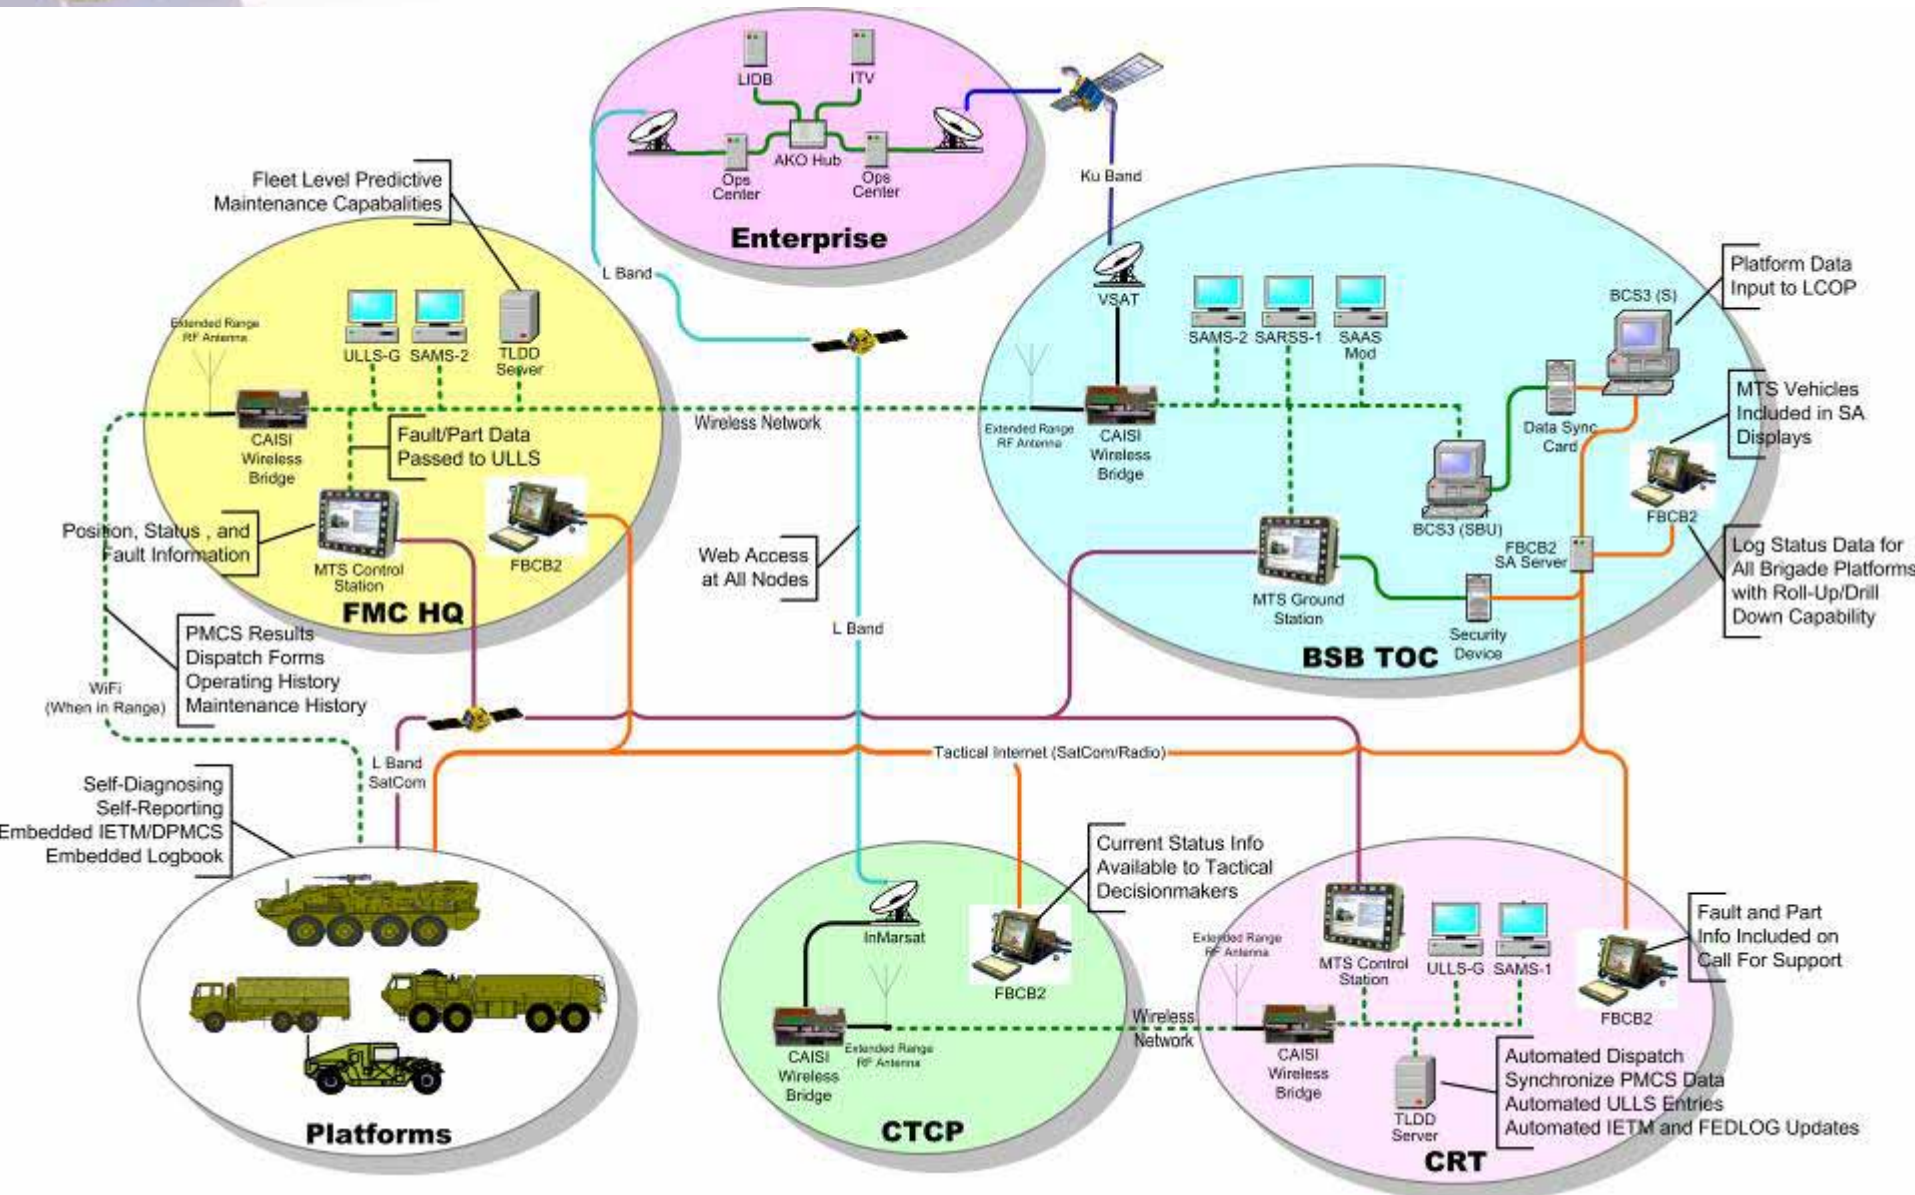 LIDB
ITV
AKO Hub
Ops
Center
Ops
Center
Enterprise
Ku Band
L Band
Fleet Level Predictive
Maintenance Capabalities
Extended Range
RF Antenna
ULLS-G
SAMS-2
TLDD
Server
CAISI
Wireless
Bridge
Fault/Part Data
Passed to ULLS
Position, Status , and
Fault Information
MTS Control
Station
FBCB2
FMC HQ
PMCS Results
Dispatch Forms
Operating History
Maintenance History
WiFi
(When in Range)
Wireless Network
Web Access
at All Nodes
L Band
VSAT
SAMS-2
SARSS-1
SAAS
Mod
BCS3 (S)
Platform Data
Input to LCOP
Extended Range
RF Antenna
CAISI
Wireless
Bridge
Data Sync
Card
MTS Vehicles
Included in SA
Displays
BCS3 (SBU)
FBCB2
FBCB2
SA Server
Log Status Data for
All Brigade Platforms
with Roll-Up/Drill
Down Capability
MTS Ground
Station
Security
Device
BSB TOC
L Band
SatCom
Tactical Internet (SatCom/Radio)
Self-Diagnosing
Self-Reporting
Embedded IETM/DPMCS
Embedded Logbook
Platforms
Current Status Info
Available to Tactical
Decisionmakers
InMarsat
FBCB2
CAISI
Wireless
Bridge
Extended Range
RF Antenna
CTCP
Wireless
Network
Extended Range
RF Antenna
MTS Control
Station
ULLS-G
SAMS-1
FBCB2
Fault and Part
Info Included on
Call For Support
CAISI
Wireless
Bridge
TLDD
Server
Automated Dispatch
Synchronize PMCS Data
Automated ULLS Entries
Automated IETM and FEDLOG Updates
CRT